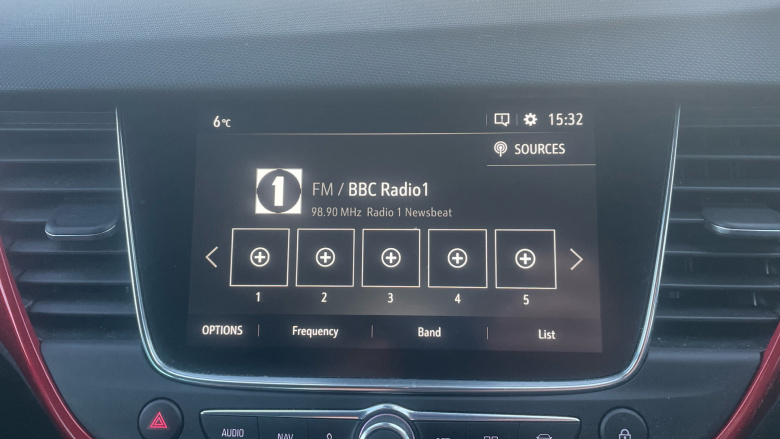 6°C
15:32
SOURCES
1
FM / BBC Radio1
98.90 MHz Radio 1 Newsbeat
1 2 3 4 5
OPTIONS Frequency Band List
AUDIO NAV